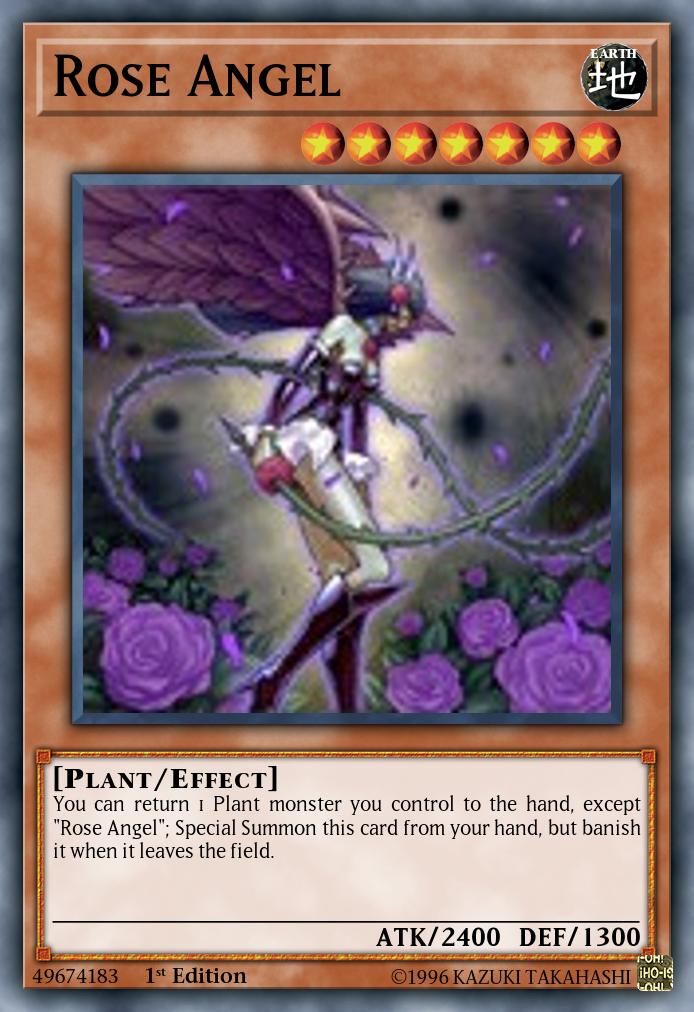 Rose Angel
EARTH
地
[Plant/Effect]
You can return 1 Plant monster you control to the hand, except
"Rose Angel"; Special Summon this card from your hand, but banish
it when it leaves the field.
ATK/2400 DEF/1300
49674183 1st Edition ©1996 KAZUKI TAKAHASHI